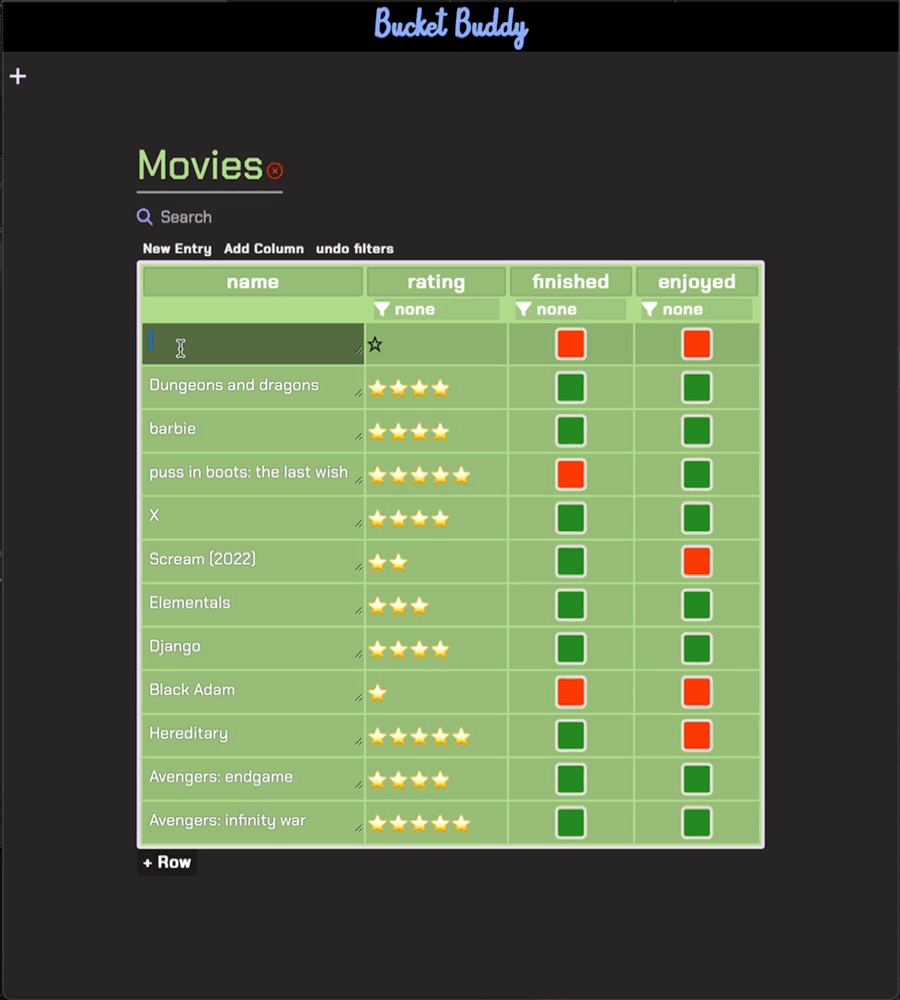 Bucket Buddy
+
Movies
Search
New Entry Add Column undo filters
name rating finished enjoyed
none none none
Dungeons and dragons
barbie
puss in boots: the last wish
X
Scream (2022)
Elementals
Django
Black Adam
Hereditary
Avengers: endgame
Avengers: infinity war
+ Row